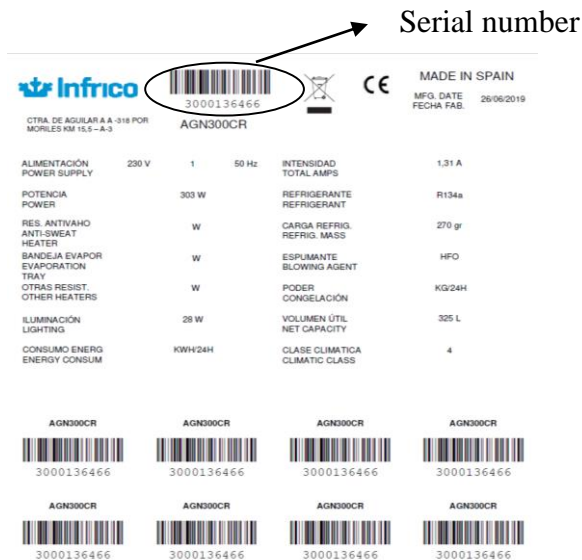 Serial number
Infrico
3000136466
CE
MADE IN SPAIN
MFG. DATE
FECHA FAB.
26/06/2019
CTRA. DE AGUILAR A A -318 POR
MORILES KM 15,5 – A-3
AGN300CR
ALIMENTACIÓN 230 V 1 50 Hz INTENSIDAD 1,31 A
POWER SUPPLY TOTAL AMPS
POTENCIA 303 W REFRIGERANTE R134a
POWER REFRIGERANT
RES. ANTIVAHO W CARGA REFRIG. 270 gr
ANTI-SWEAT REFRIG. MASS
HEATER
BANDEJA EVAPOR W ESPUMANTE HFO
EVAPORATION BLOWING AGENT
TRAY
OTRAS RESIST. W PODER KG/24H
OTHER HEATERS CONGELACIÓN
ILUMINACIÓN 28 W VOLUMEN ÚTIL 325 L
LIGHTING NET CAPACITY
CONSUMO ENERG KWH/24H CLASE CLIMATICA 4
ENERGY CONSUM CLIMATIC CLASS
AGN300CR AGN300CR AGN300CR AGN300CR
3000136466 3000136466 3000136466 3000136466
AGN300CR AGN300CR AGN300CR AGN300CR
3000136466 3000136466 3000136466 3000136466